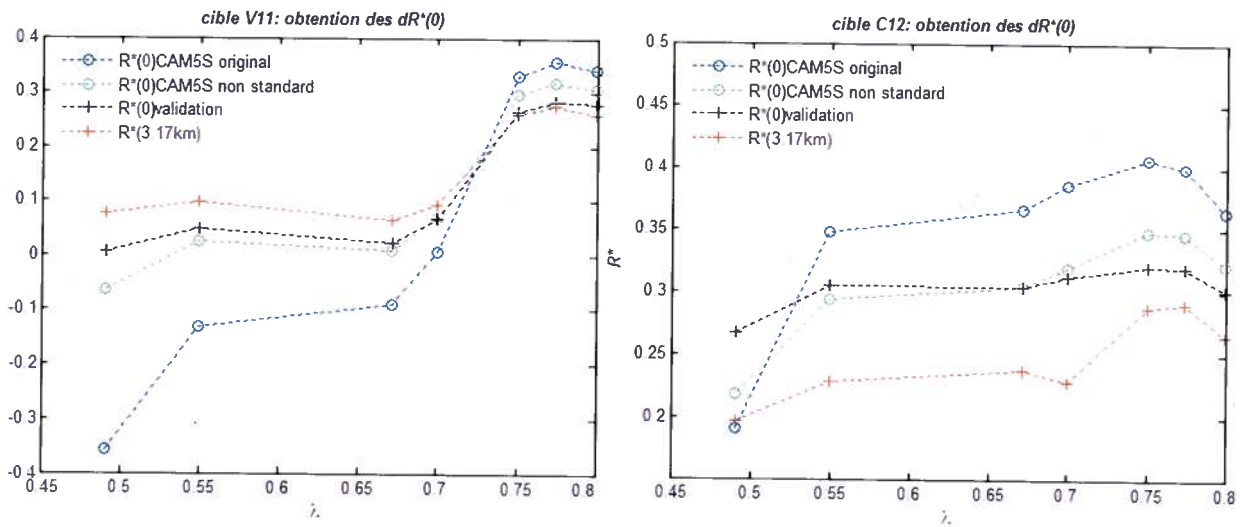 cible V11: obtention des dR*(0)
0 4
0.3
0.2
0.1
0
-0.1
-0.2
-0.3
-0.4
R*(0)CAM5S original
R*(0)CAM5S non standard
R*(0)validation
R*(3 17km)
0.45 0.5 0.55 0.6 0.65 0.7 0.75 0.8
λ
cible C12: obtention des dR*(0)
0.5
0.45
0.4
0.35
0.3
0.25
0.2
R*
R*(0)CAM5S original
R*(0)CAM5S non standard
R*(0)validation
R*(3 17km)
0.45 0.5 0.55 0.6 0.65 0.7 0.75 0.8
λ